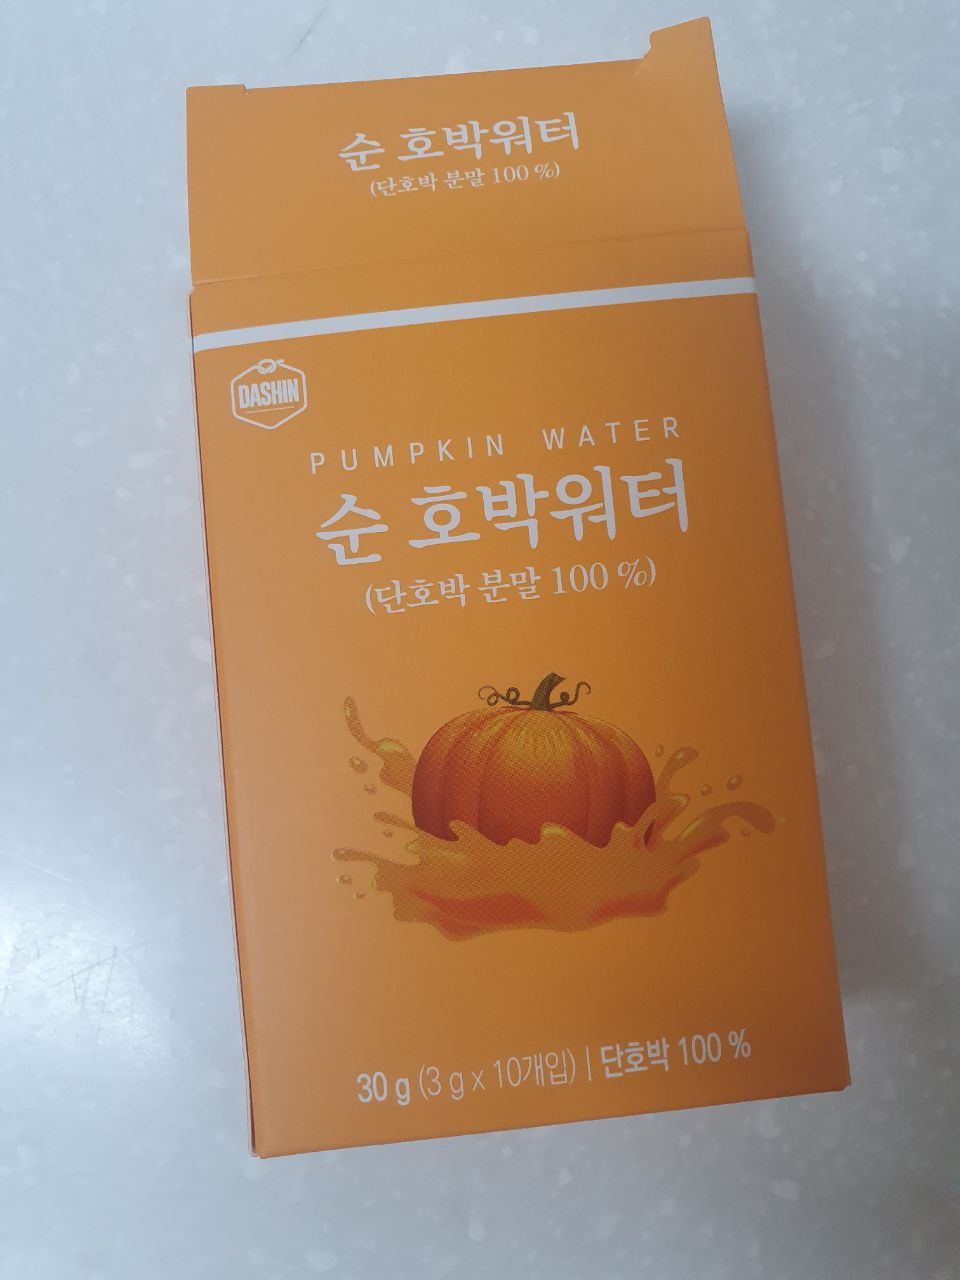 순 호박워터
(단호박 분말 100 %)
DASHIN
PUMPKIN WATER
순 호박워터
(단호박 분말 100 %)
30 g (3 g x 10개입) | 단호박 100 %